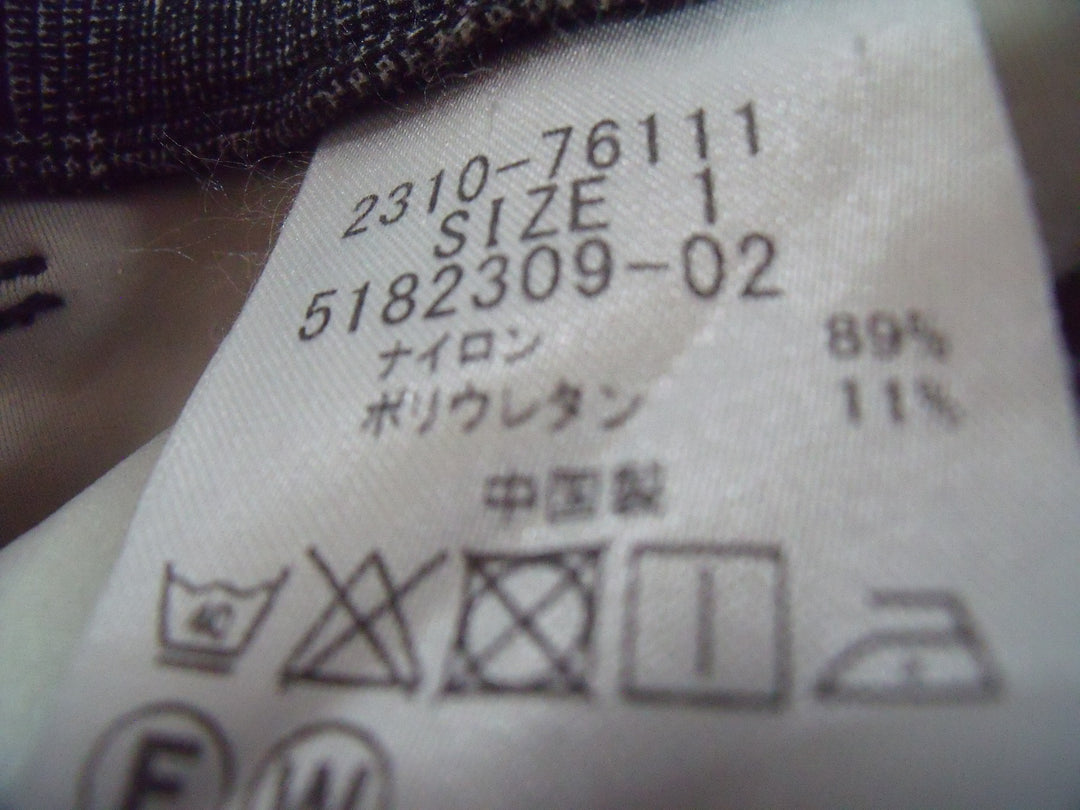 2310-76111
SIZE 1
5182309-02
ナイロン 89%
ポリウレタン 11%
中国製
40
F W